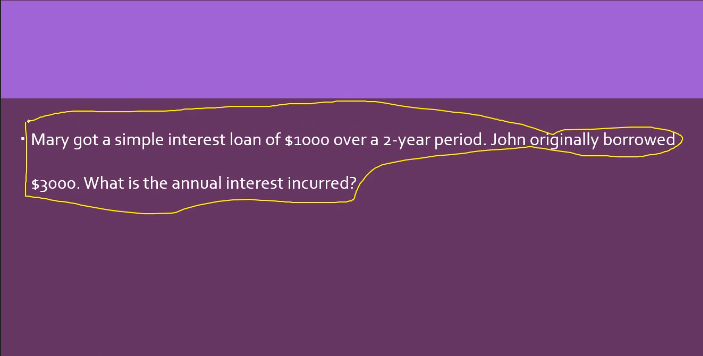 Mary got a simple interest loan of $1000 over a 2-year period. John originally borrowed
$3000. What is the annual interest incurred?